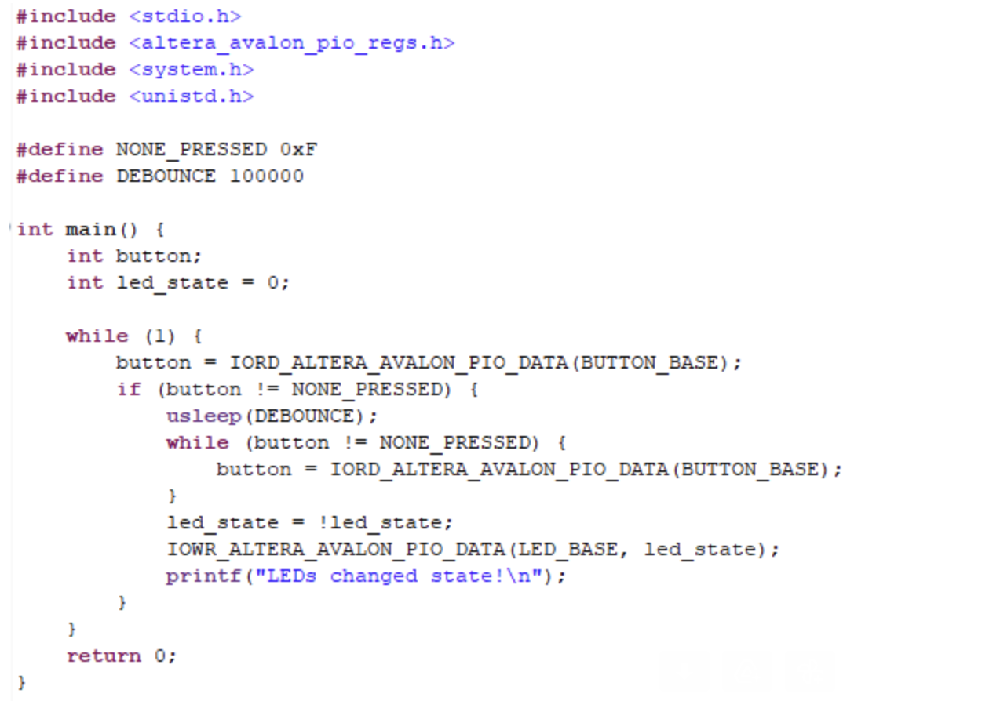 #include <stdio.h>
#include <altera_avalon_pio_regs.h>
#include <system.h>
#include <unistd.h>
#define NONE_PRESSED 0xF
#define DEBOUNCE 100000
int main() {
int button;
int led_state = 0;
while (1) {
button = IORD_ALTERA_AVALON_PIO_DATA(BUTTON_BASE);
if (button != NONE_PRESSED) {
usleep(DEBOUNCE);
while (button != NONE_PRESSED) {
button = IORD_ALTERA_AVALON_PIO_DATA(BUTTON_BASE);
}
led_state = !led_state;
IOWR_ALTERA_AVALON_PIO_DATA(LED_BASE, led_state);
printf("LEDs changed state!\n");
}
}
return 0;
}